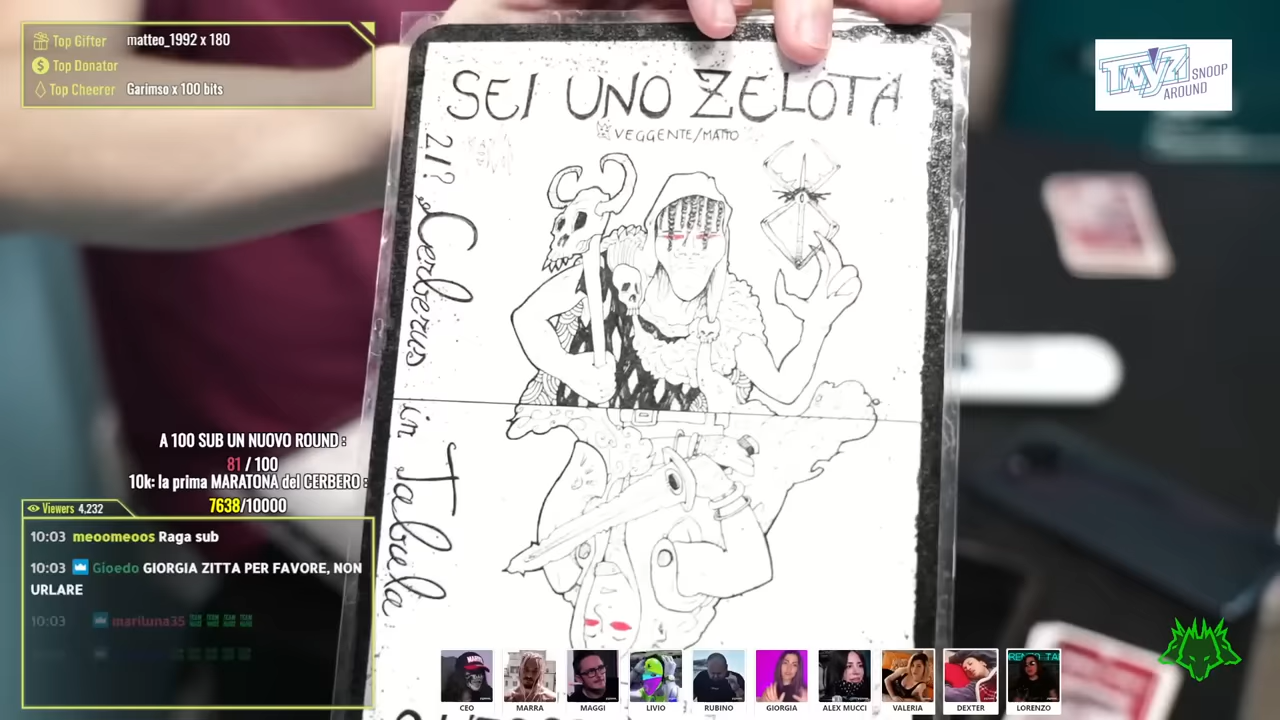 Top Gifter matteo_1992 x 180
Top Donator
Top Cheerer Garimso x 100 bits
TWYZ
SNOOP
AROUND
SEI UNO ZELOTA
VEGGENTE/MATTO
21? Cerberus in Tabula
A 100 SUB UN NUOVO ROUND :
81 / 100
10k: la prima MARATONA del CERBERO :
7638/10000
Viewers 4,232
10:03 meoomeoos Raga sub
10:03 Gioedo GIORGIA ZITTA PER FAVORE, NON
URLARE
10:03 mariluna35
CEO MARRA MAGGI LIVIO RUBINO GIORGIA ALEX MUCCI VALERIA DEXTER LORENZO